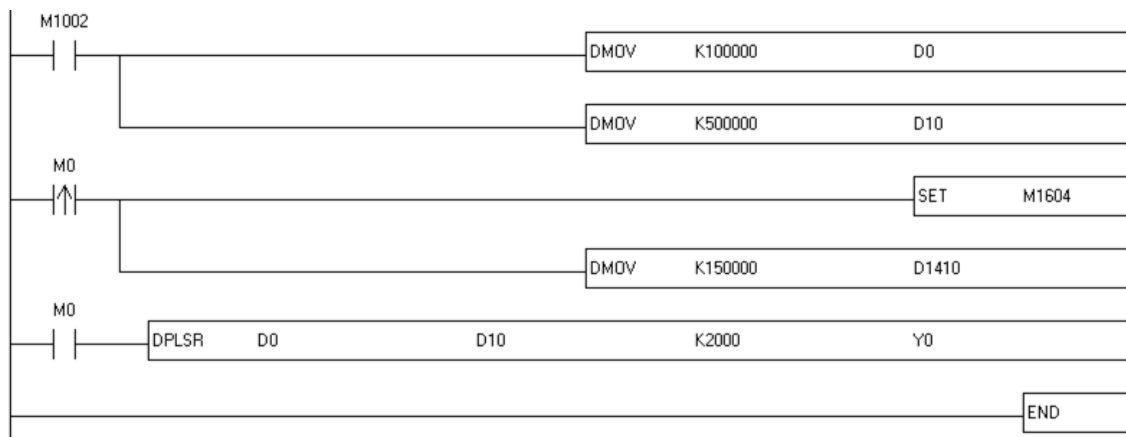 M1002
DMOV K100000 D0
DMOV K500000 D10
M0
SET M1604
DMOV K150000 D1410
M0
DPLSR D0 D10 K2000 Y0
END